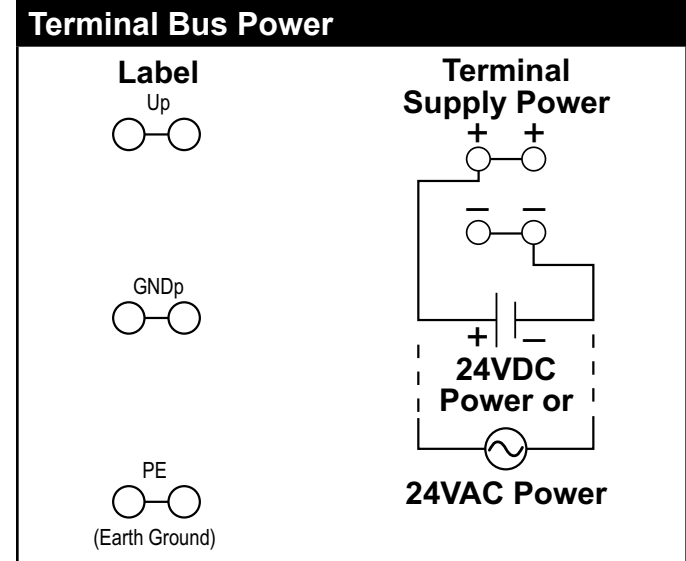 Terminal Bus Power
Label
Up
GNDp
PE
(Earth Ground)
Terminal
Supply Power
+ +
– –
+ –
24VDC
Power or
24VAC Power